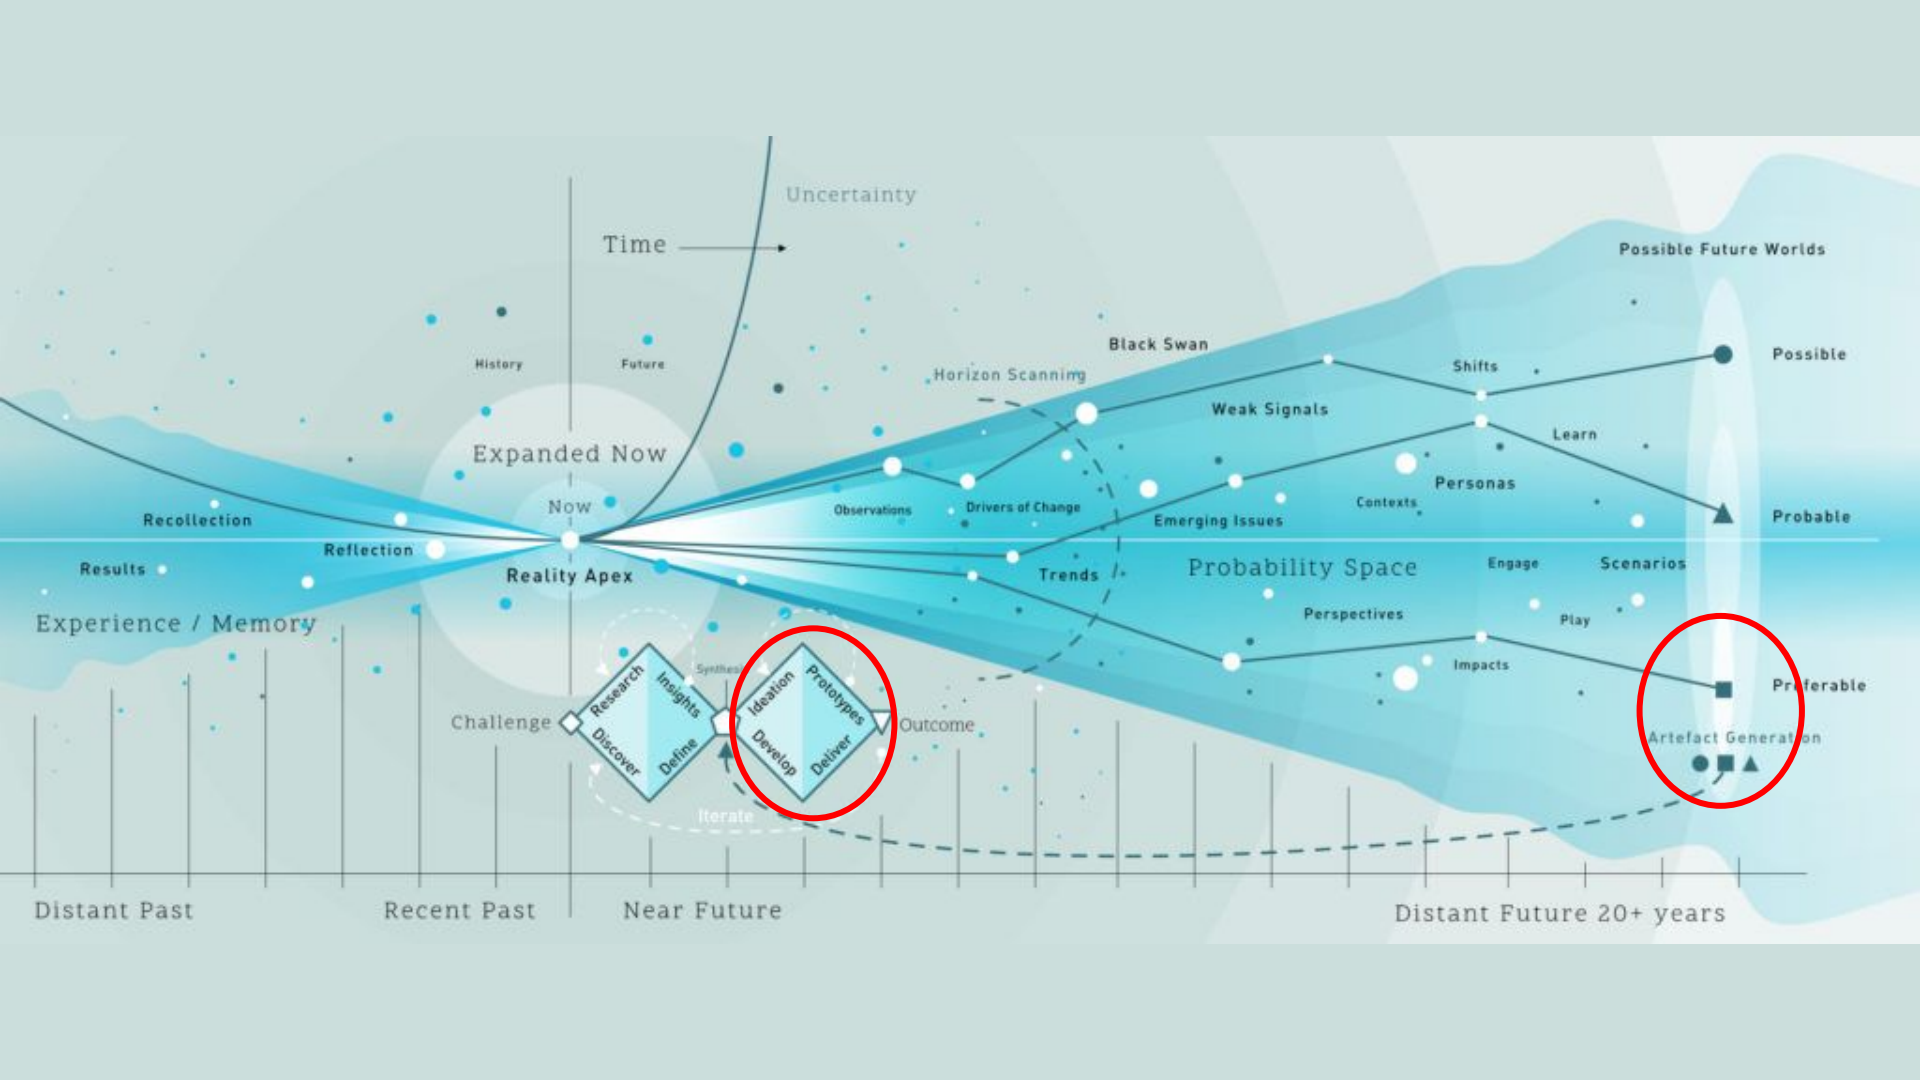 Uncertainty
Time
Possible Future Worlds
Black Swan
Possible
History
Future
Shifts
Horizon Scanning
Weak Signals
Learn
Expanded Now
Personas
Now
Contexts
Observations
Drivers of Change
Probable
Recollection
Emerging Issues
Reflection
Results
Reality Apex
Trends
Probability Space
Engage
Scenarios
Experience / Memory
Perspectives
Play
Impacts
Synthesis
Preferable
Research
Insights
Ideation
Prototypes
Challenge
Outcome
Discover
Define
Develop
Deliver
Artefact Generation
Iterate
Distant Past
Recent Past
Near Future
Distant Future 20+ years